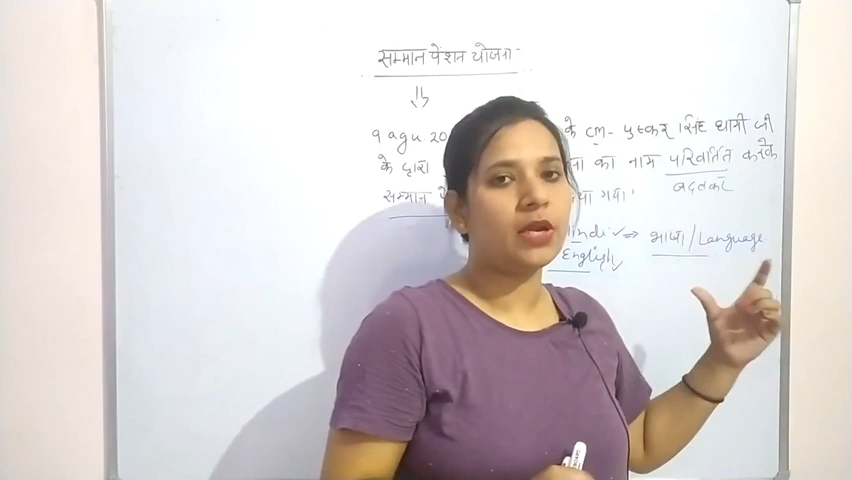 सम्मान पेंशन योजना
9 agu. 20 के CM- पुष्कर सिंह धामी जी
के द्वारा का नाम परिवर्तित करके
बदलकर
सम्मान गया।
Hindi ✓ ⇒ भाषा/Language
English ✓